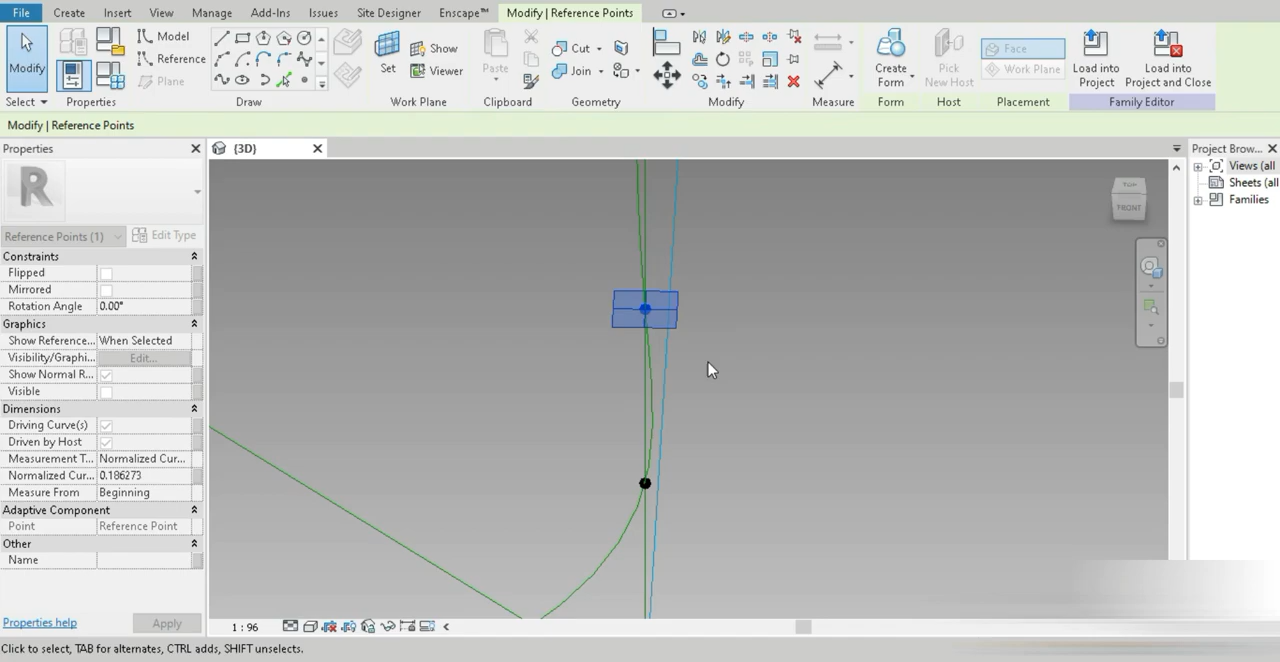 File Create Insert View Manage Add-Ins Issues Site Designer Enscape™ Modify | Reference Points
Modify
Select
Properties
Model
Reference
Plane
Draw
Set
Show
Viewer
Work Plane
Paste
Clipboard
Cut
Join
Geometry
Modify
Measure
Create Form
Form
Pick New Host
Host
Face
Work Plane
Placement
Load into Project
Load into Project and Close
Family Editor
Modify | Reference Points
Properties
{3D}
Project Brow...
R
Views (all
Sheets (all
Families
TOP
FRONT
Reference Points (1) Edit Type
Constraints
Flipped
Mirrored
Rotation Angle 0.00°
Graphics
Show Reference... When Selected
Visibility/Graphi... Edit...
Show Normal R...
Visible
Dimensions
Driving Curve(s)
Driven by Host
Measurement T... Normalized Cur...
Normalized Cur... 0.186273
Measure From Beginning
Adaptive Component
Point Reference Point
Other
Name
Properties help Apply
1 : 96
Click to select, TAB for alternates, CTRL adds, SHIFT unselects.